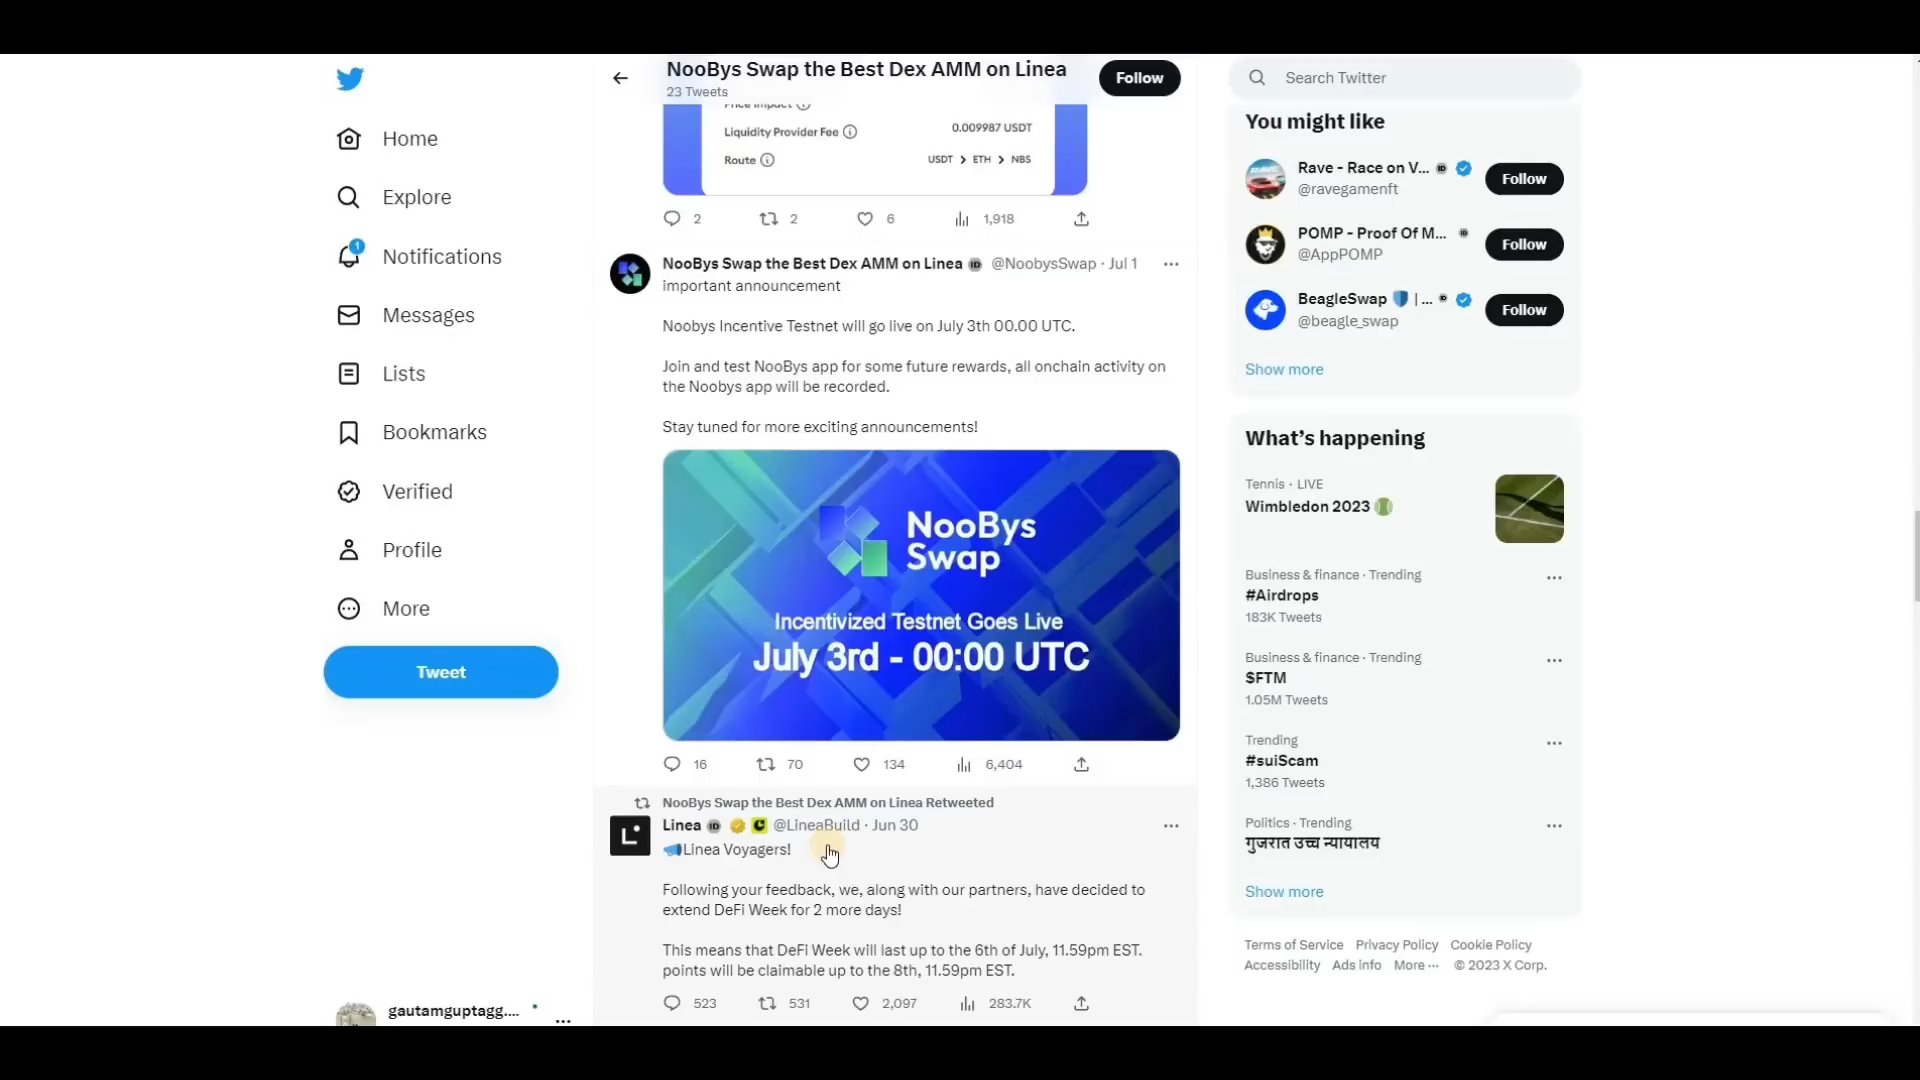 NooBys Swap the Best Dex AMM on Linea
23 Tweets
Follow
Search Twitter
Home
Explore
1
Notifications
Messages
Lists
Bookmarks
Verified
Profile
More
Tweet
gautamguptagg....
Price Impact
Liquidity Provider Fee 0.009987 USDT
Route USDT > ETH > NBS
2 2 6 1,918
NooBys Swap the Best Dex AMM on Linea @NoobysSwap · Jul 1
important announcement
Noobys Incentive Testnet will go live on July 3th 00.00 UTC.
Join and test NooBys app for some future rewards, all onchain activity on
the Noobys app will be recorded.
Stay tuned for more exciting announcements!
NooBys
Swap
Incentivized Testnet Goes Live
July 3rd - 00:00 UTC
16 70 134 6,404
NooBys Swap the Best Dex AMM on Linea Retweeted
Linea @LineaBuild · Jun 30
Linea Voyagers!
Following your feedback, we, along with our partners, have decided to
extend DeFi Week for 2 more days!
This means that DeFi Week will last up to the 6th of July, 11.59pm EST.
points will be claimable up to the 8th, 11.59pm EST.
523 531 2,097 283.7K
You might like
Rave - Race on V...
@ravegamenft
Follow
POMP - Proof Of M...
@AppPOMP
Follow
BeagleSwap | ...
@beagle_swap
Follow
Show more
What's happening
Tennis · LIVE
Wimbledon 2023
Business & finance · Trending
#Airdrops
183K Tweets
Business & finance · Trending
$FTM
1.05M Tweets
Trending
#suiScam
1,386 Tweets
Politics · Trending
गुजरात उच्च न्यायालय
Show more
Terms of Service Privacy Policy Cookie Policy
Accessibility Ads info More ··· © 2023 X Corp.